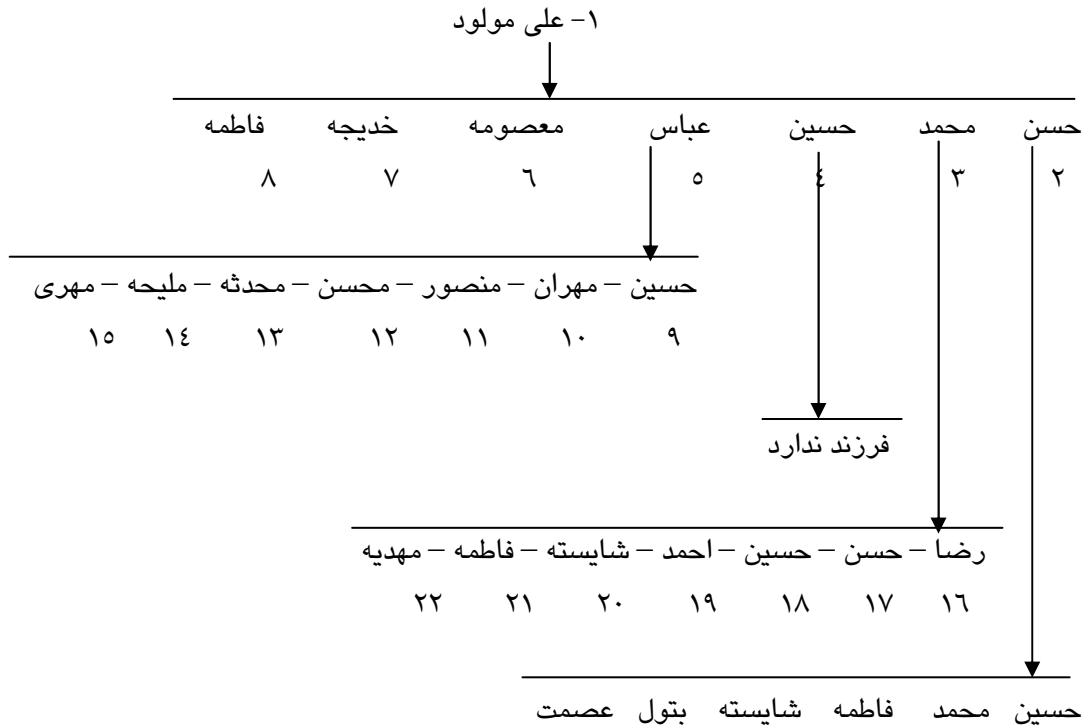 ۱- علی مولود
حسن محمد حسین عباس معصومه خدیجه فاطمه
۲ ۳ ٤ ٥ ٦ ۷ ۸
حسین – مهران – منصور – محسن – محدثه – ملیحه – مهری
۹ ۱۰ ۱۱ ۱۲ ۱۳ ۱٤ ۱٥
فرزند ندارد
رضا – حسن – حسین – احمد – شایسته – فاطمه – مهدیه
۱٦ ۱۷ ۱۸ ۱۹ ۲۰ ۲۱ ۲۲
حسین محمد فاطمه شایسته بتول عصمت